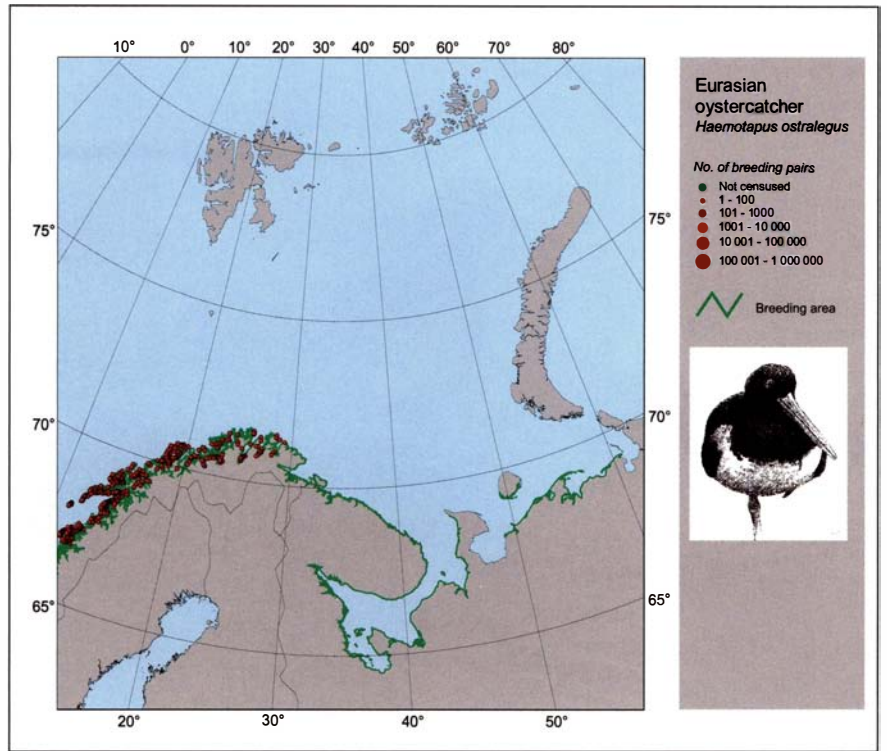 10° 0° 10° 20° 30° 40° 50° 60° 70° 80°
75°
70°
65°
75°
70°
65°
20° 30° 40° 50°
Eurasian
oystercatcher
Haemotapus ostralegus
No. of breeding pairs
Not censused
1 - 100
101 - 1000
1001 - 10 000
10 001 - 100 000
100 001 - 1 000 000
Breeding area